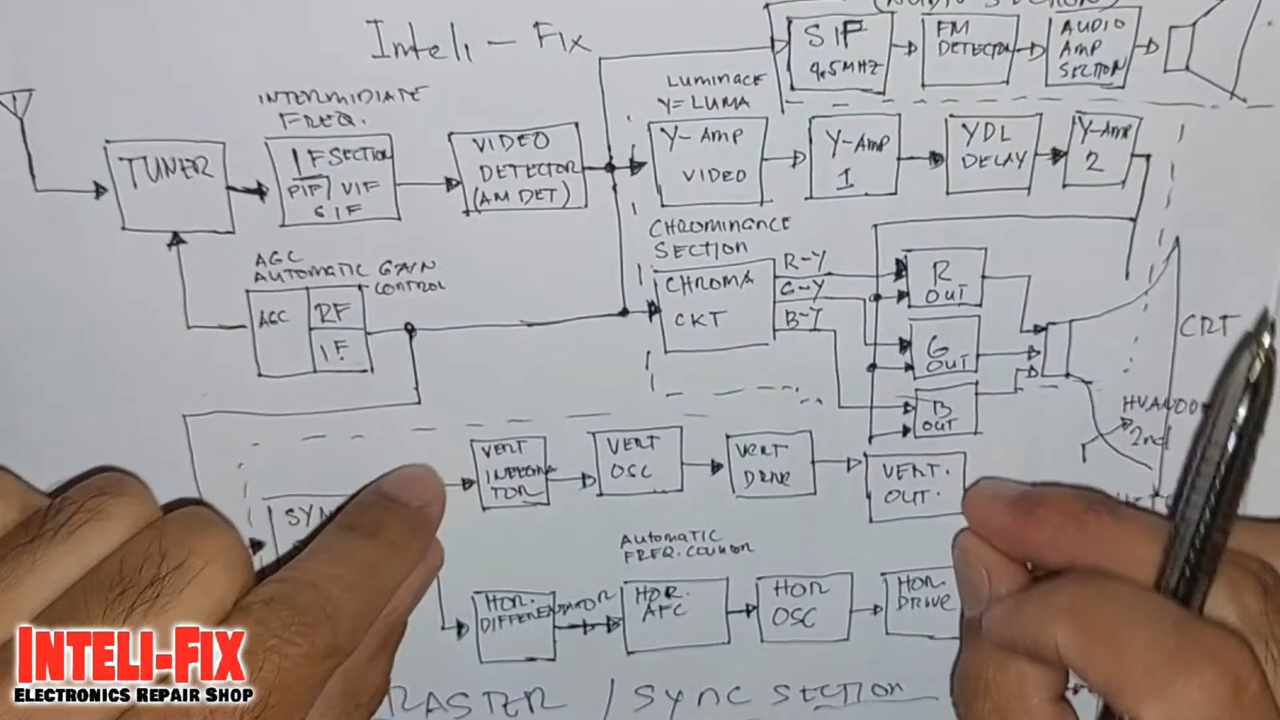 Inteli - Fix
SIF
4.5MHZ
FM
DETECTOR
AUDIO
AMP
SECTION
INTERMIDIATE
FREQ.
LUMINACE
Y= LUMA
TUNER
IF SECTION
PIF/ VIF
SIF
VIDEO
DETECTOR
(AM DET)
Y-AMP
VIDEO
Y-AMP
1
YDL
DELAY
Y-AMP
2
CHROMINANCE
SECTION
AGC
AUTOMATIC GAIN
CONTROL
AGC
RF
IF
CHROMA
CKT
R-Y
G-Y
B-Y
R
OUT
G
OUT
B
OUT
CRT
2nd
VERT
VERT
OSC
VERT
DRIVE
VERT.
OUT.
AUTOMATIC
HOR.
HOR.
AFC
HOR
OSC
HOR
DRIVE
RASTER / SYNC SECTION
INTELI-FIX
ELECTRONICS REPAIR SHOP